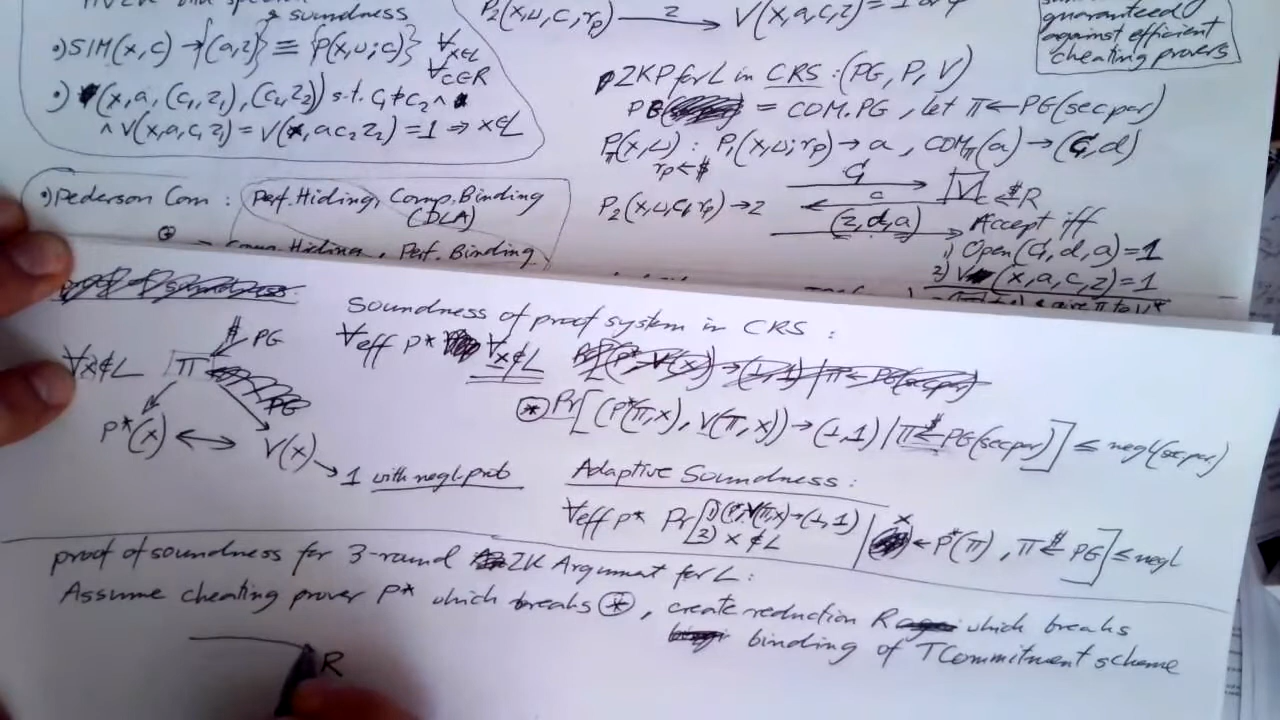 soundness
•) SIM(x,c) → {(a,z)} ≡ {P(x,w;c)} ∀x∈L ∀c∈R
•) (x,a,(c₁,z₁),(c₂,z₂)) s.t. c₁≠c₂ ∧
∧ V(x,a,c,z) = V(x,a c₂ z₂) = 1 ⇒ x∈L
•) Pederson Com : Perf. Hiding, Comp. Binding
(DLA)
Comp. Hiding, Perf. Binding
P₂(x,w,c,rp) z → V(x,a,c,z) = 1 or
guaranteed
against efficient
cheating provers
ZKP for L in CRS : (PG, P, V)
PG = COM.PG , let π ← PG(secpar)
P(x,w) : P₁(x,w;rp) → a , COMπ(a) → (C,d)
rp ← $
C → V
c $ R
P₂(x,w,c,rp) → z
(z,d,a) Accept iff
1) Open(C,d,a) = 1
2) V(x,a,c,z) = 1
Soundness of proof system in CRS :
∀eff P* ∀x∉L
$ PG
∀x∉L π
P*(x) ↔ V(x)
→ 1 with negl. prob
⊛ Pr[(P*(π,x), V(π,x)) → (1,1) | π ←$ PG(secpar)] ≤ negl(secpar)
Adaptive Soundness :
∀eff P* Pr[1) (P*,V)(π,x) → (1,1) 2) x∉L | x ← P*(π) , π ←$ PG] ≤ negl
proof of soundness for 3-round ZK Argument for L :
Assume cheating prover P* which breaks ⊛, create reduction R which breaks
binding of TCommitment scheme
R